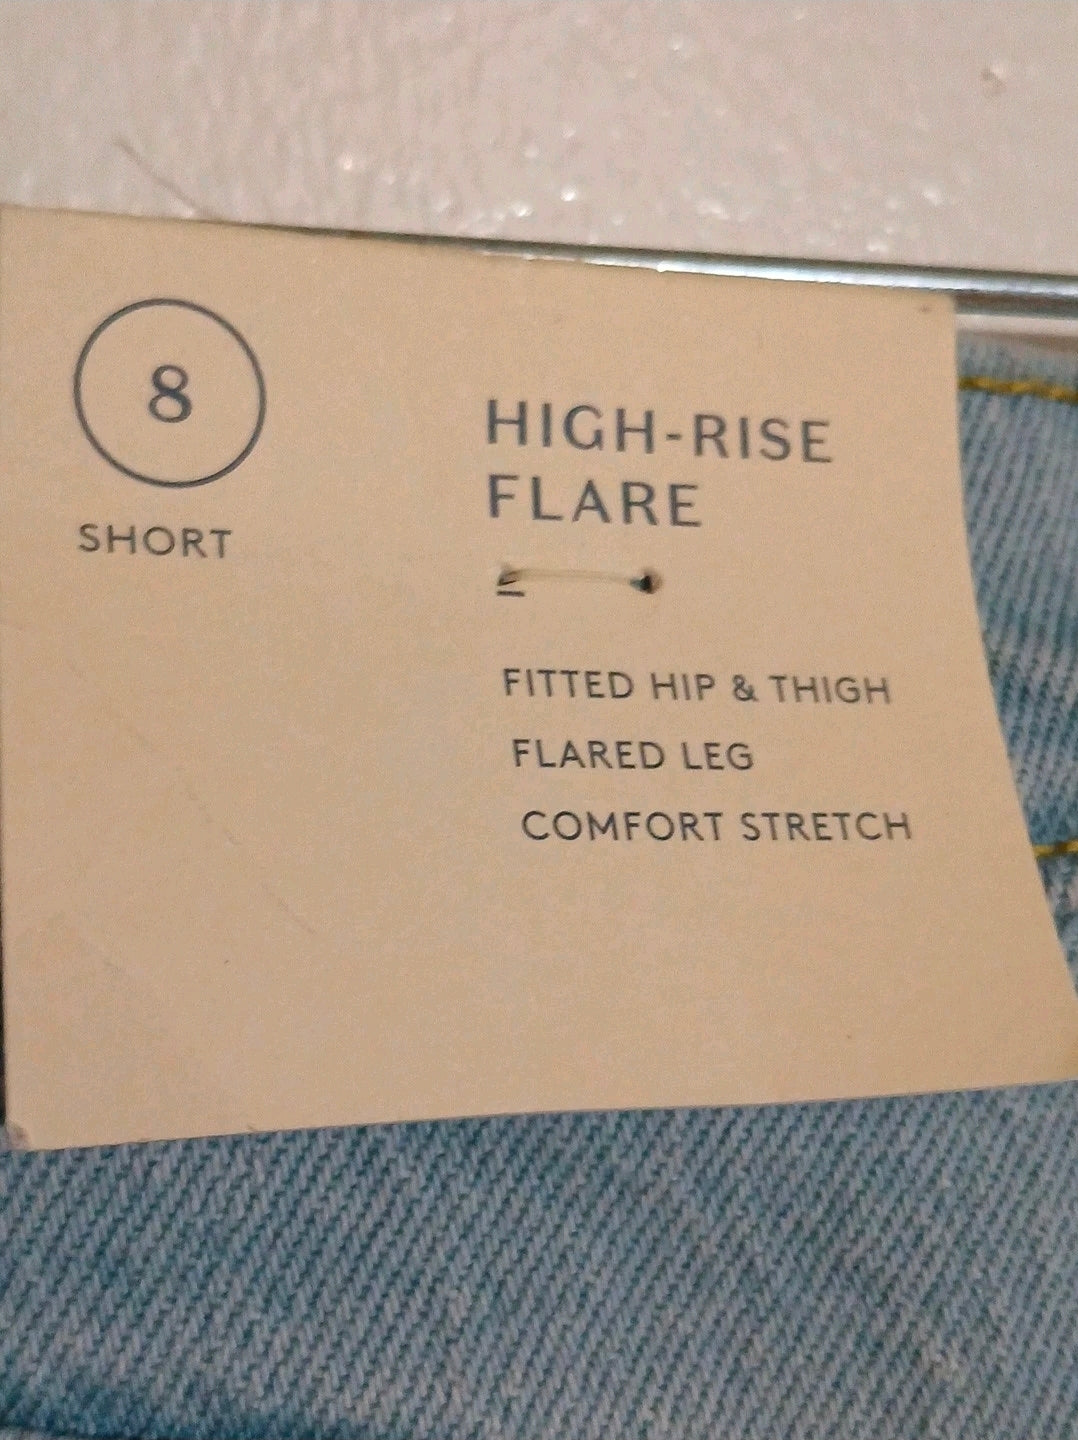 8
SHORT
HIGH-RISE
FLARE
FITTED HIP & THIGH
FLARED LEG
COMFORT STRETCH